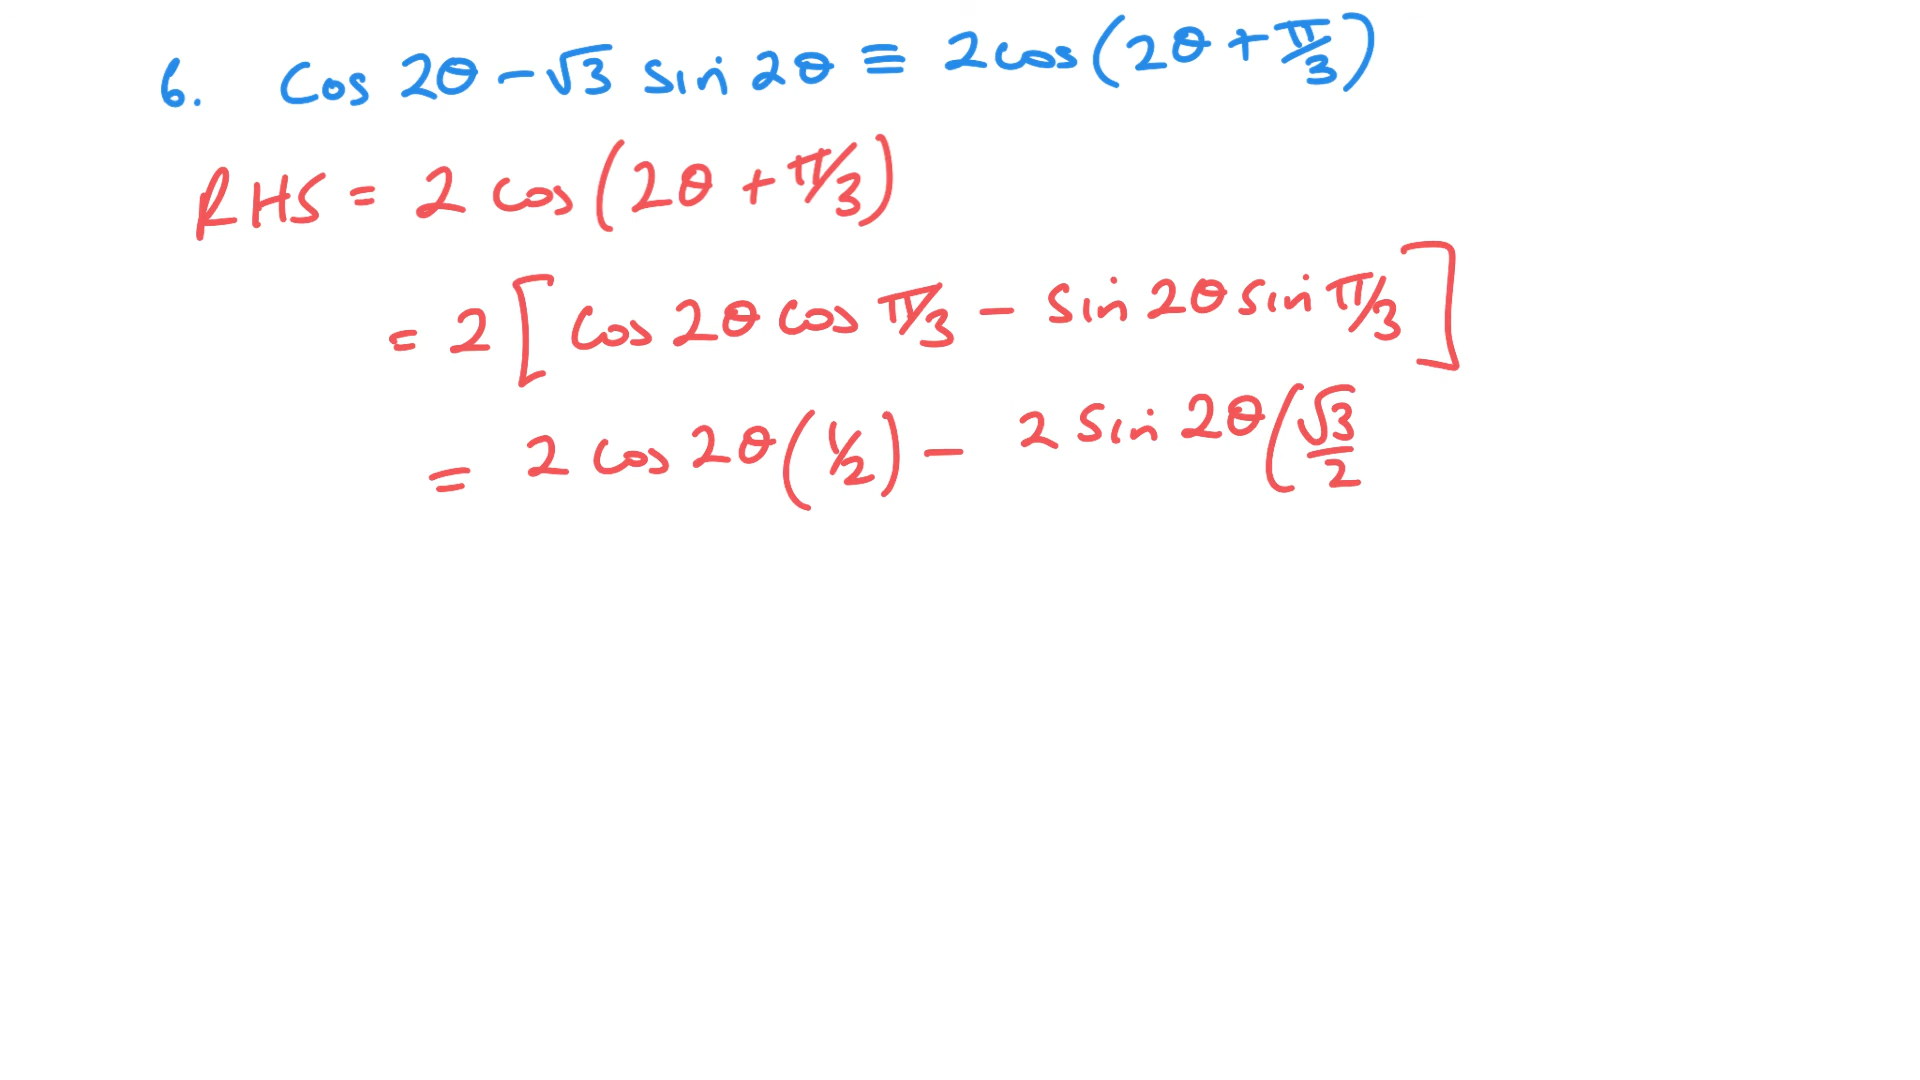 6. Cos 2θ - √3 sin 2θ ≡ 2cos(2θ + π/3)
RHS = 2 cos(2θ + π/3)
= 2[cos 2θ cos π/3 - sin 2θ sin π/3]
= 2 cos 2θ(1/2) - 2 sin 2θ(√3/2